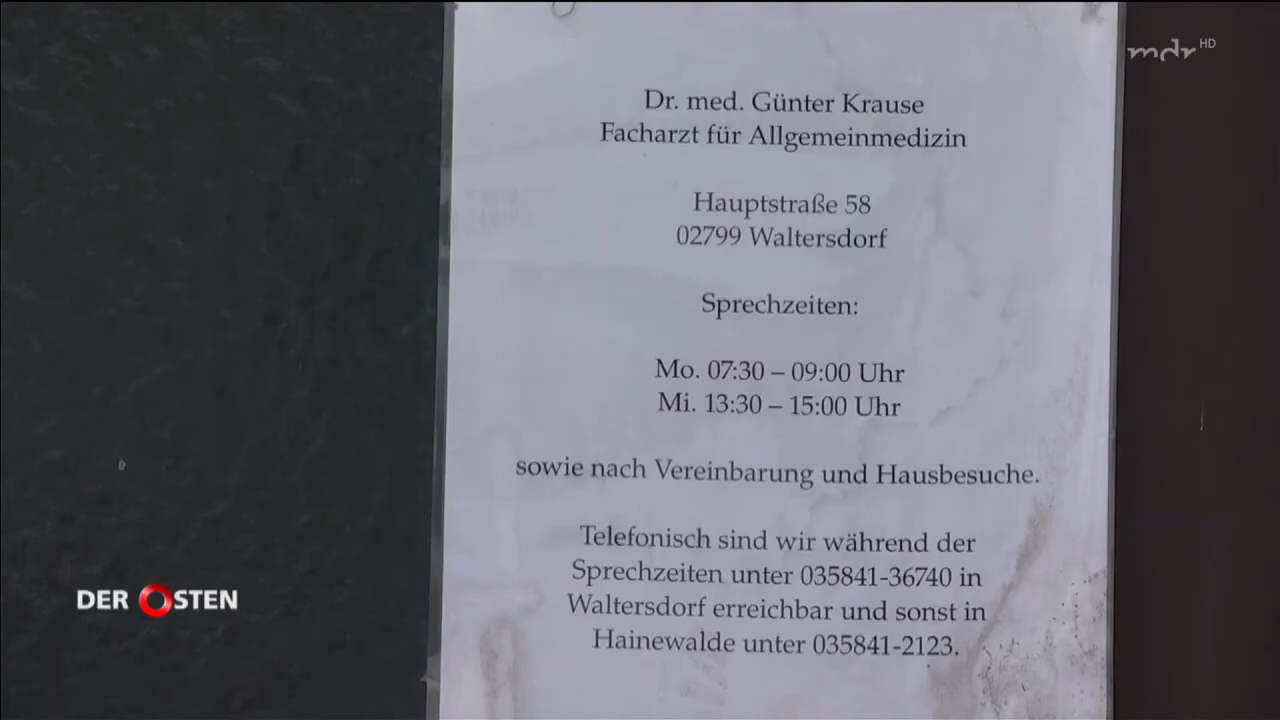 mdr HD
Dr. med. Günter Krause
Facharzt für Allgemeinmedizin
Hauptstraße 58
02799 Waltersdorf
Sprechzeiten:
Mo. 07:30 – 09:00 Uhr
Mi. 13:30 – 15:00 Uhr
sowie nach Vereinbarung und Hausbesuche.
Telefonisch sind wir während der
Sprechzeiten unter 035841-36740 in
Waltersdorf erreichbar und sonst in
Hainewalde unter 035841-2123.
DER OSTEN